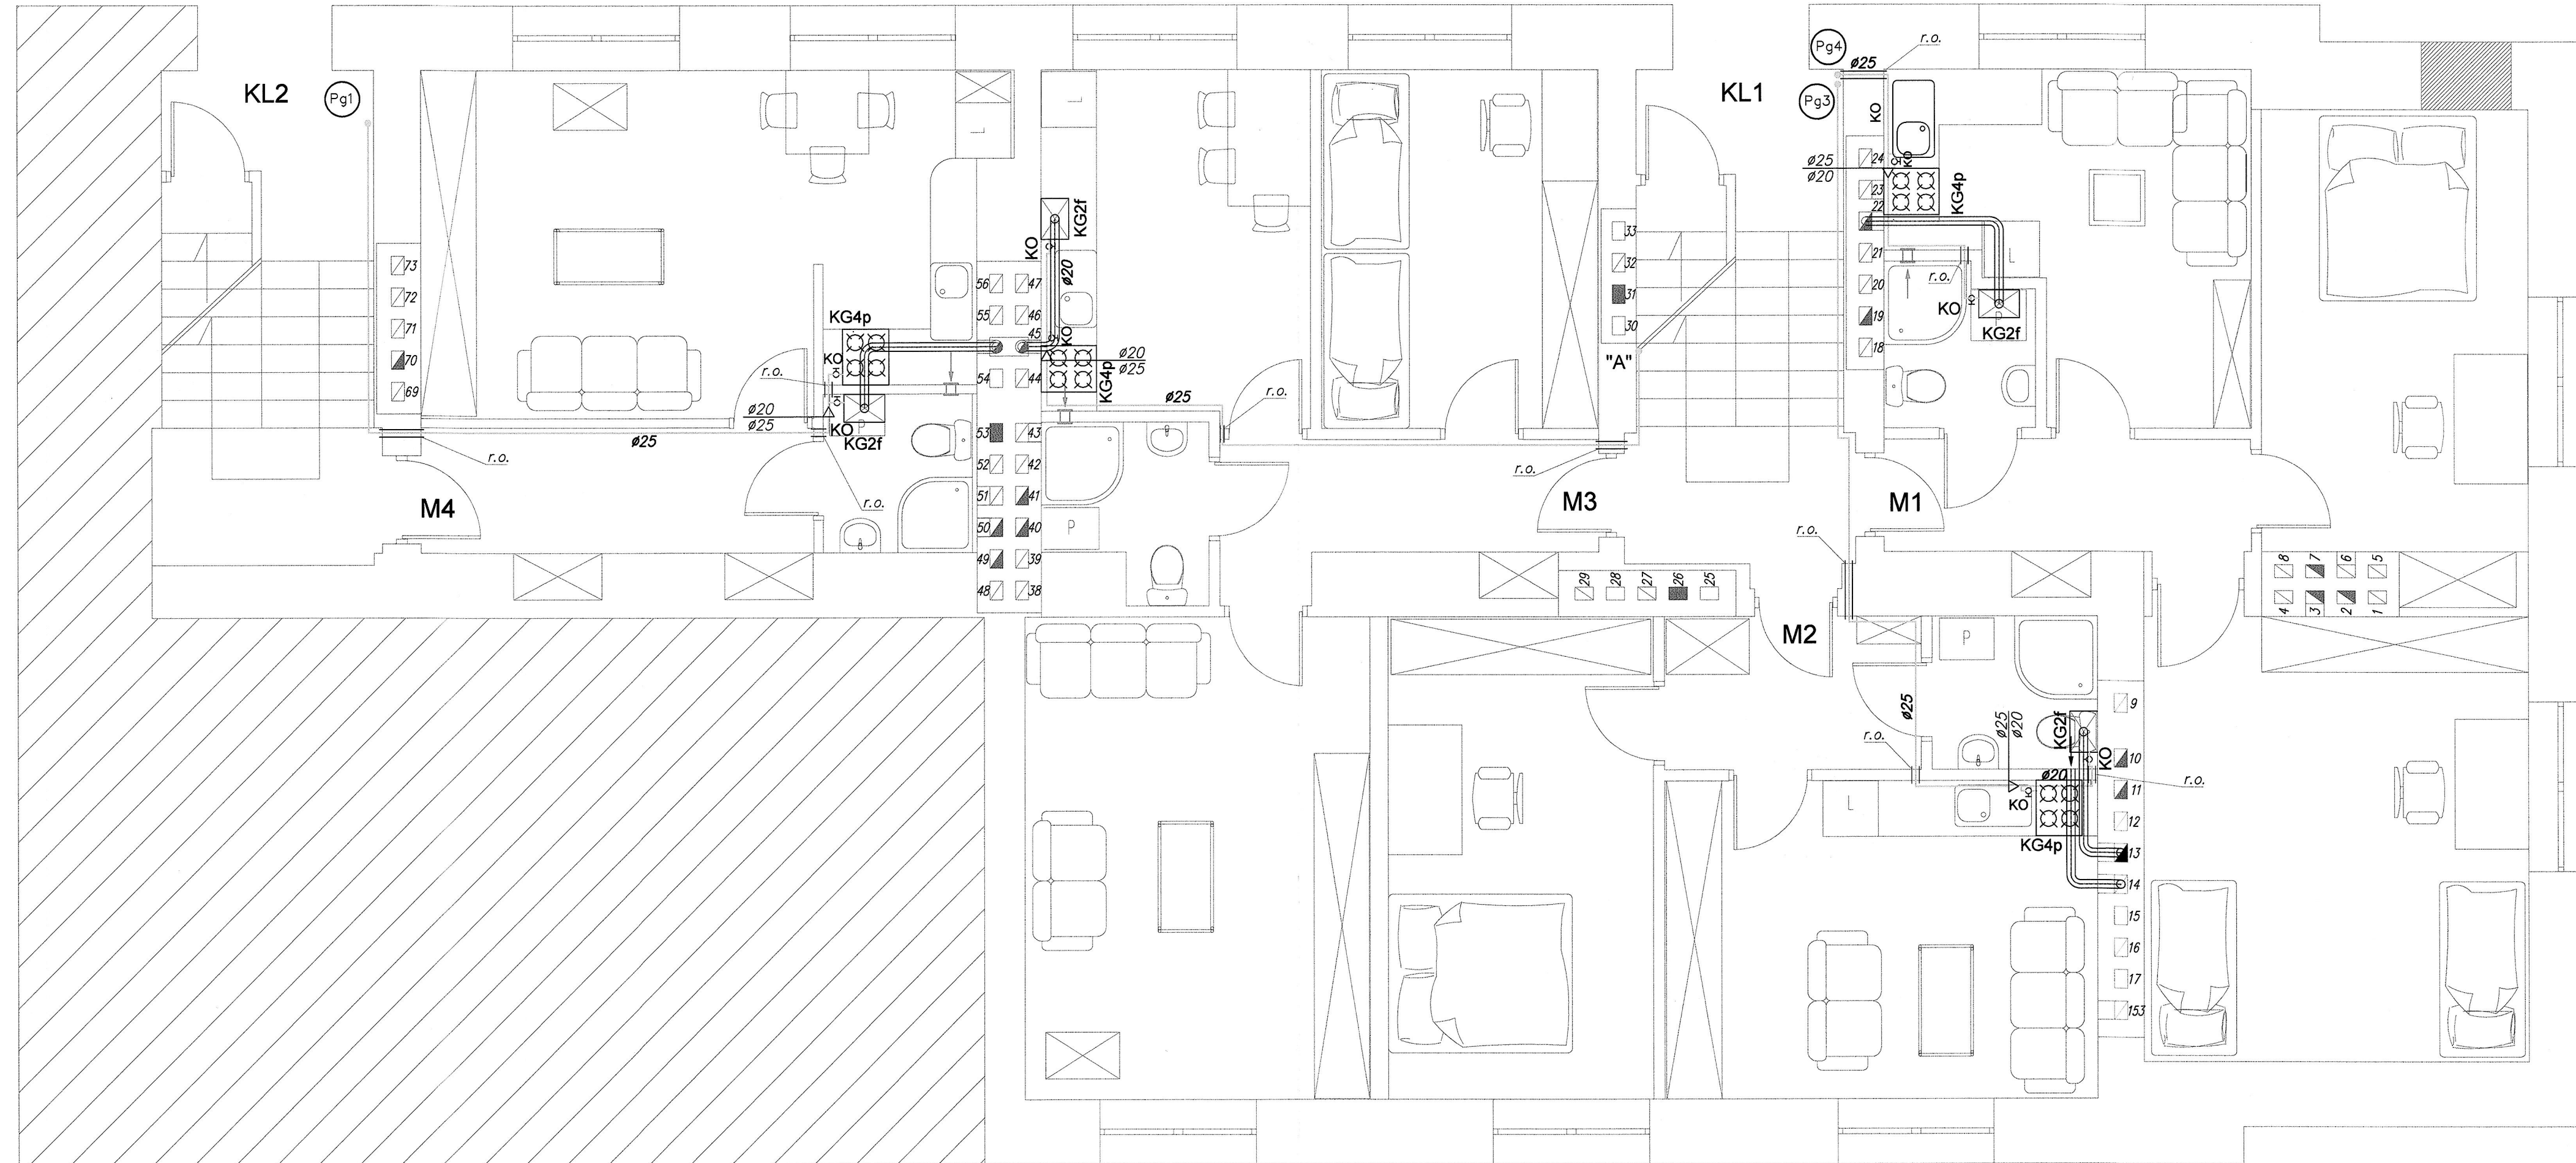 KL2
Pg1
KL1
Pg4
Pg3
ø25
r.o.
KO
24
ø25
ø20
KO
23
KG4p
22
21
20
19
18
L
r.o.
KO
P
KG2f
73
72
71
70
69
L
L
KG2f
KO
ø20
56
47
55
46
45
KO
54
44
KG4p
ø20
ø25
KG4p
KO
r.o.
ø20
ø25
KO
P
KG2f
ø25
r.o.
r.o.
M4
53
43
52
42
51
41
50
40
49
39
48
38
P
ø25
r.o.
33
32
31
30
"A"
r.o.
M3
M1
r.o.
29
28
27
26
25
M2
8
7
6
5
4
3
2
1
P
ø25
r.o.
ø25
ø20
KG2f
KO
ø20
r.o.
L
KO
KG4p
9
10
11
12
13
14
15
16
17
153